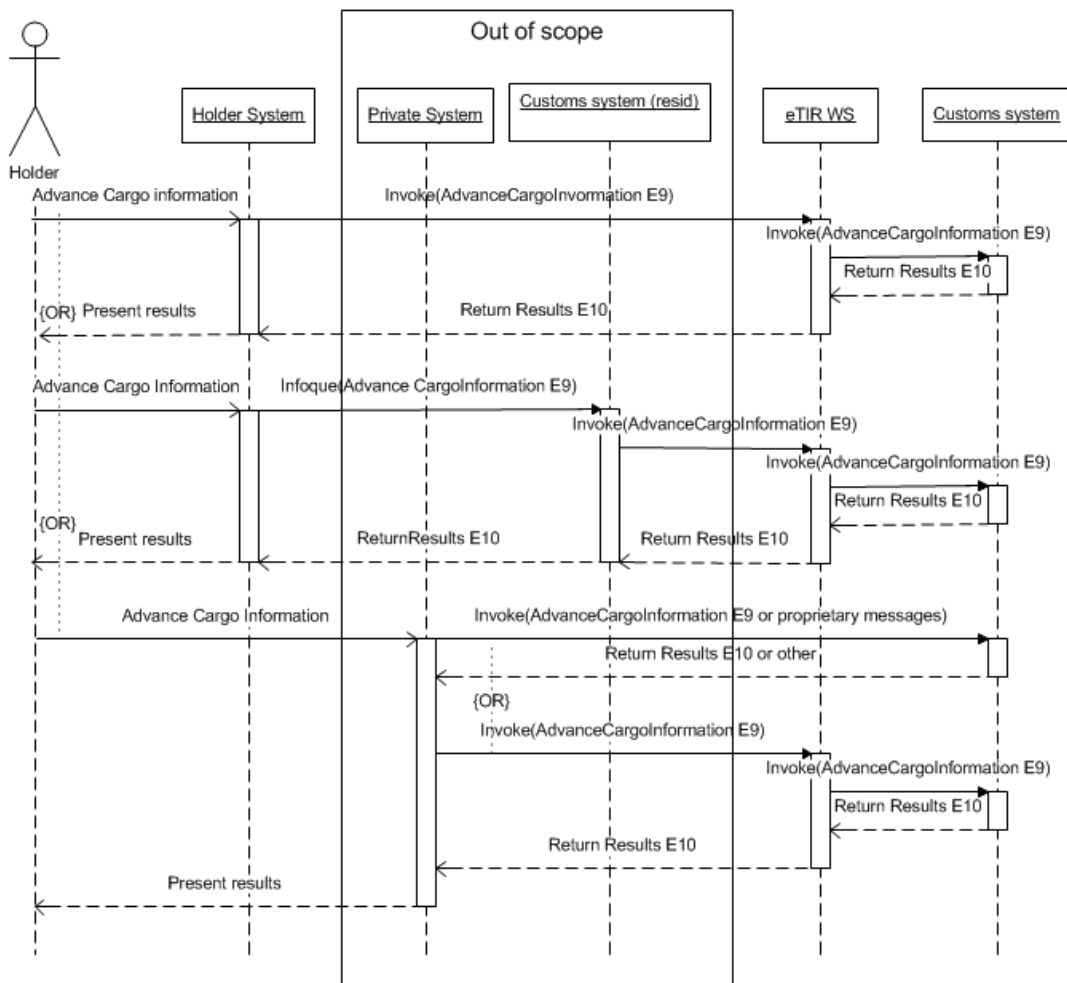 Out of scope
Holder System
Private System
Customs system (resid)
eTIR WS
Customs system
Holder
Advance Cargo information
Invoke(AdvanceCargoInvormation E9)
Invoke(AdvanceCargoInformation E9)
Return Results E10
{OR}
Present results
Return Results E10
Advance Cargo Information
Infoque(Advance CargoInformation E9)
Invoke(AdvanceCargoInformation E9)
Invoke(AdvanceCargoInformation E9)
Return Results E10
{OR}
Present results
ReturnResults E10
Return Results E10
Advance Cargo Information
Invoke(AdvanceCargoInformation E9 or proprietary messages)
Return Results E10 or other
{OR}
Invoke(AdvanceCargoInformation E9)
Invoke(AdvanceCargoInformation E9)
Return Results E10
Return Results E10
Present results